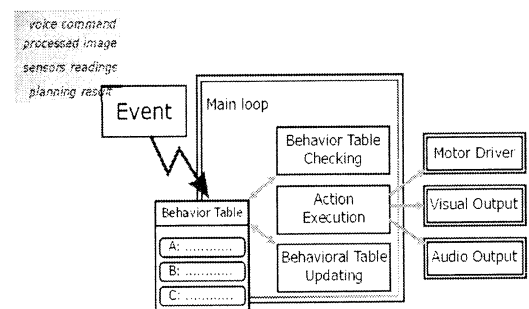 voice command
processed image
sensors readings
planning result
Event
Main loop
Behavior Table
Checking
Action
Execution
Behavioral Table
Updating
Motor Driver
Visual Output
Audio Output
Behavior Table
A: ............
B: ............
C: ............